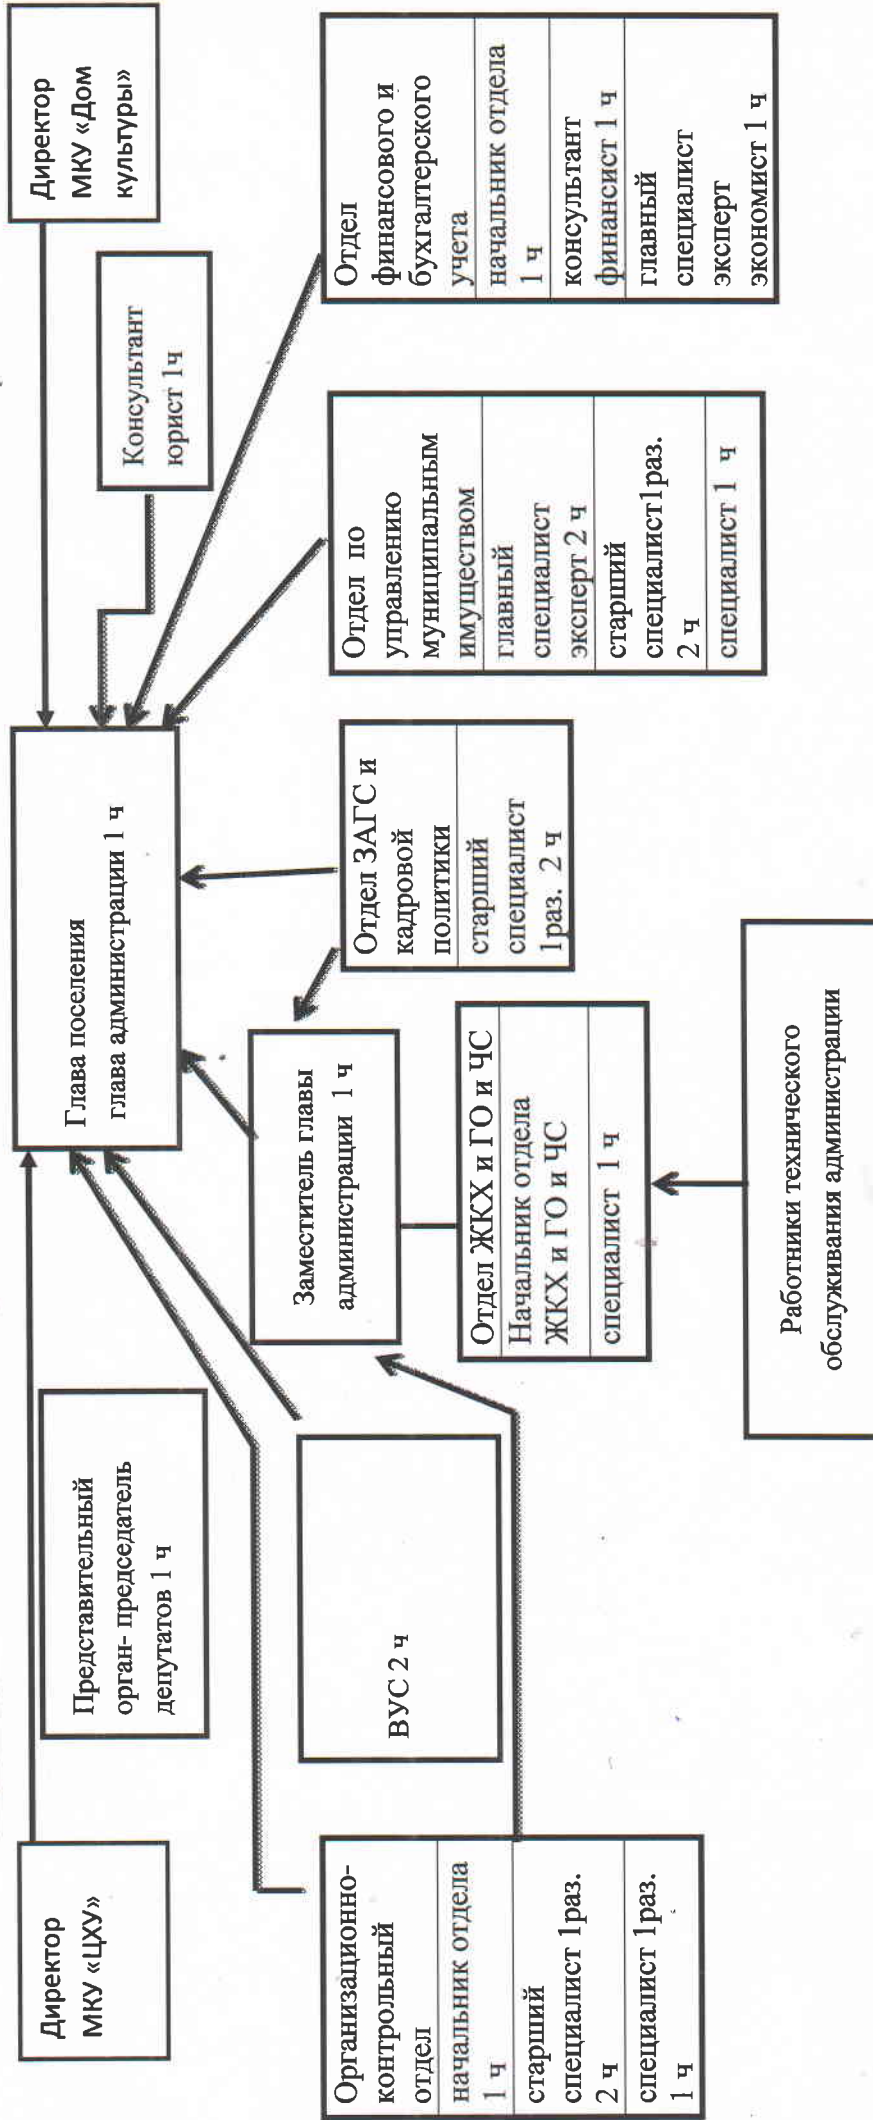 Директор
МКУ «ЦХУ»
Представительный
орган- председатель
депутатов 1 ч
Глава поселения
глава администрации 1 ч
Директор
МКУ «Дом
культуры»
Консультант
юрист 1ч
Организационно-
контрольный
отдел
начальник отдела
1 ч
старший
специалист 1раз.
2 ч
специалист 1раз.
1 ч
ВУС 2 ч
Заместитель главы
администрации 1 ч
Отдел ЖКХ и ГО и ЧС
Начальник отдела
ЖКХ и ГО и ЧС
специалист 1 ч
Отдел ЗАГС и
кадровой
политики
старший
специалист
1раз. 2 ч
Отдел по
управлению
муниципальным
имуществом
главный
специалист
эксперт 2 ч
старший
специалист1раз.
2 ч
специалист 1 ч
Отдел
финансового и
бухгалтерского
учета
начальник отдела
1 ч
консультант
финансист 1 ч
главный
специалист
эксперт
экономист 1 ч
Работники технического
обслуживания администрации